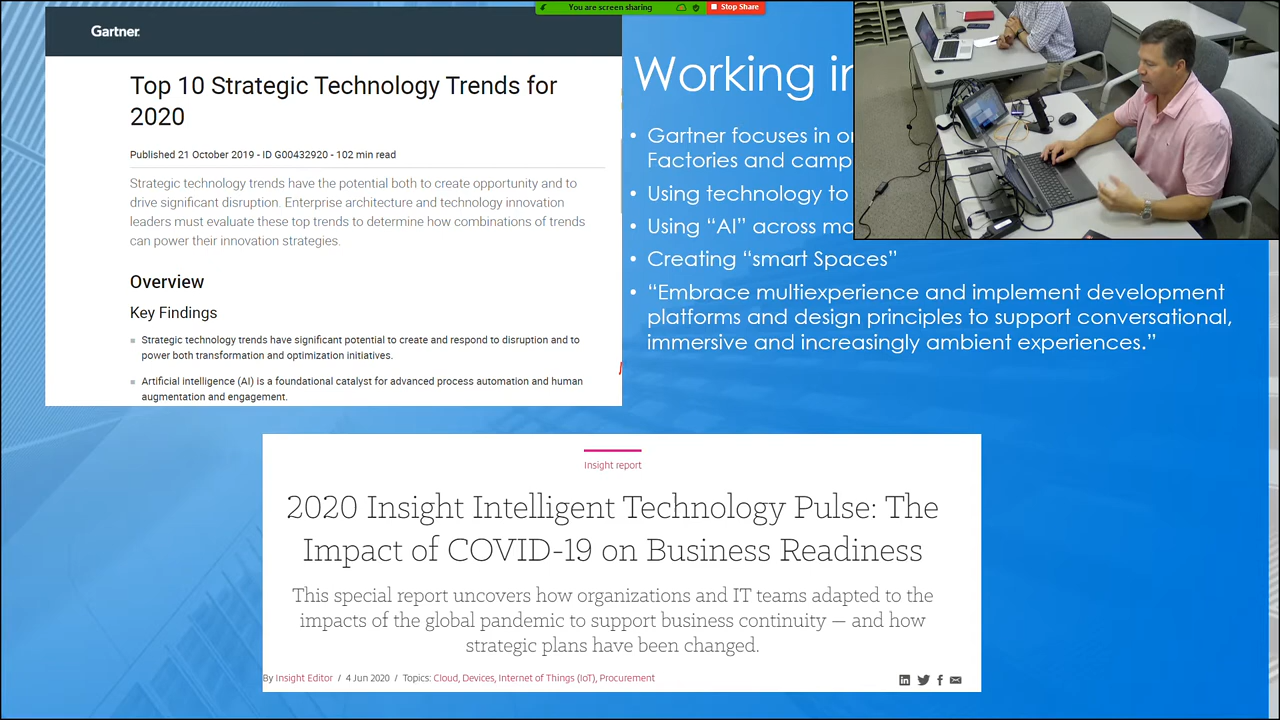 You are screen sharing
Stop Share
Gartner
Top 10 Strategic Technology Trends for
2020
Published 21 October 2019 - ID G00432920 - 102 min read
Strategic technology trends have the potential both to create opportunity and to
drive significant disruption. Enterprise architecture and technology innovation
leaders must evaluate these top trends to determine how combinations of trends
can power their innovation strategies.
Overview
Key Findings
Strategic technology trends have significant potential to create and respond to disruption and to
power both transformation and optimization initiatives.
Artificial intelligence (AI) is a foundational catalyst for advanced process automation and human
augmentation and engagement.
Working
• Gartner focuses in
Factories and
• Using technology to
• Using “AI” across
• Creating “smart Spaces”
• “Embrace multiexperience and implement development
platforms and design principles to support conversational,
immersive and increasingly ambient experiences.”
Insight report
2020 Insight Intelligent Technology Pulse: The
Impact of COVID-19 on Business Readiness
This special report uncovers how organizations and IT teams adapted to the
impacts of the global pandemic to support business continuity — and how
strategic plans have been changed.
By Insight Editor / 4 Jun 2020 / Topics: Cloud, Devices, Internet of Things (IoT), Procurement